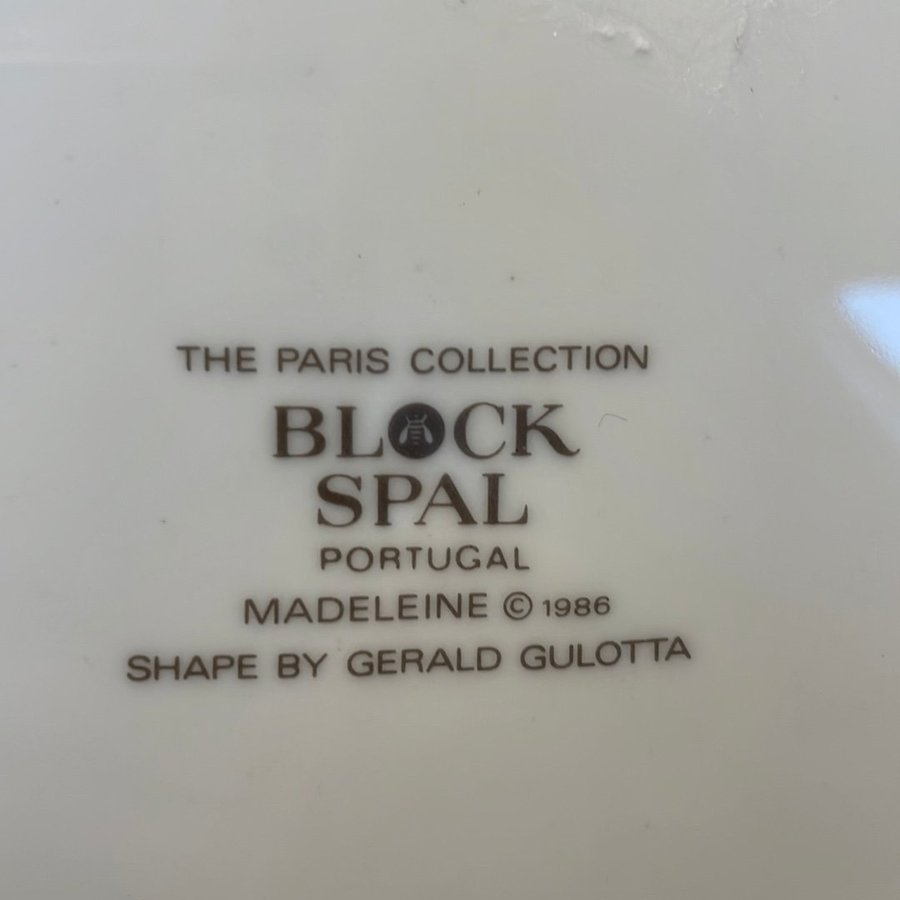 THE PARIS COLLECTION
BLOCK
SPAL
PORTUGAL
MADELEINE © 1986
SHAPE BY GERALD GULOTTA